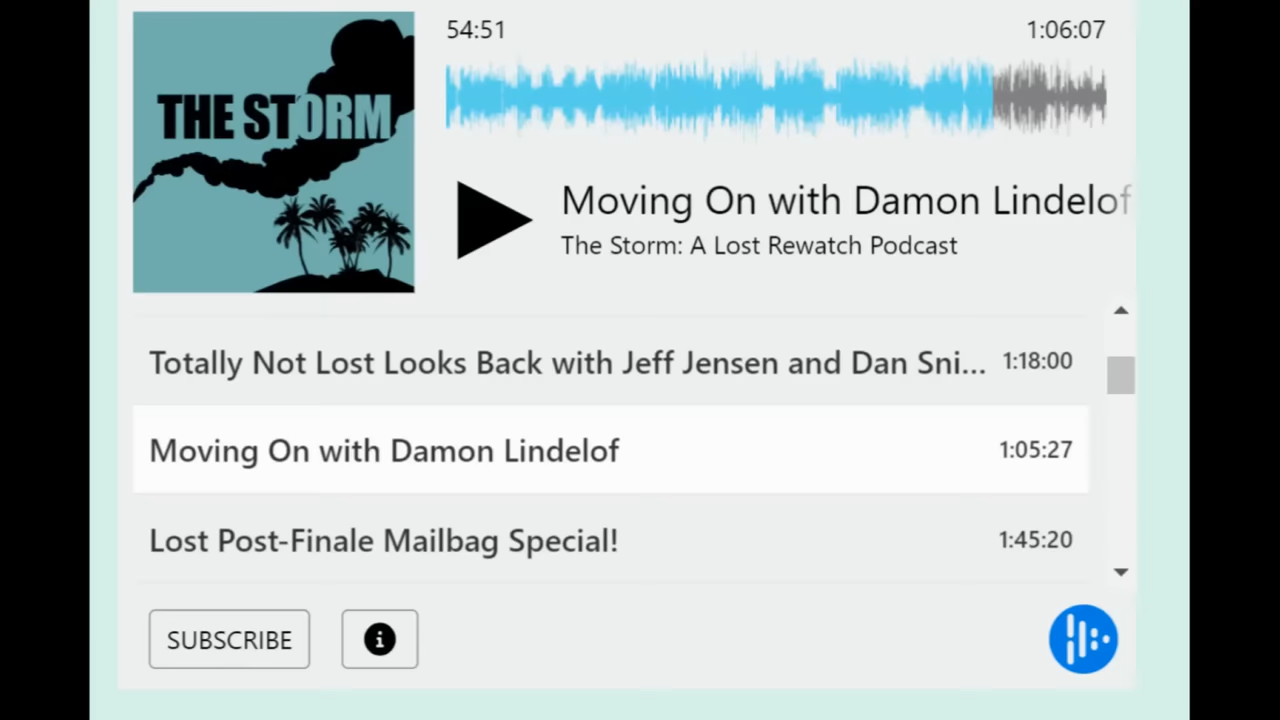 THE STORM
54:51
1:06:07
Moving On with Damon Lindelof
The Storm: A Lost Rewatch Podcast
Totally Not Lost Looks Back with Jeff Jensen and Dan Sni... 1:18:00
Moving On with Damon Lindelof 1:05:27
Lost Post-Finale Mailbag Special! 1:45:20
SUBSCRIBE